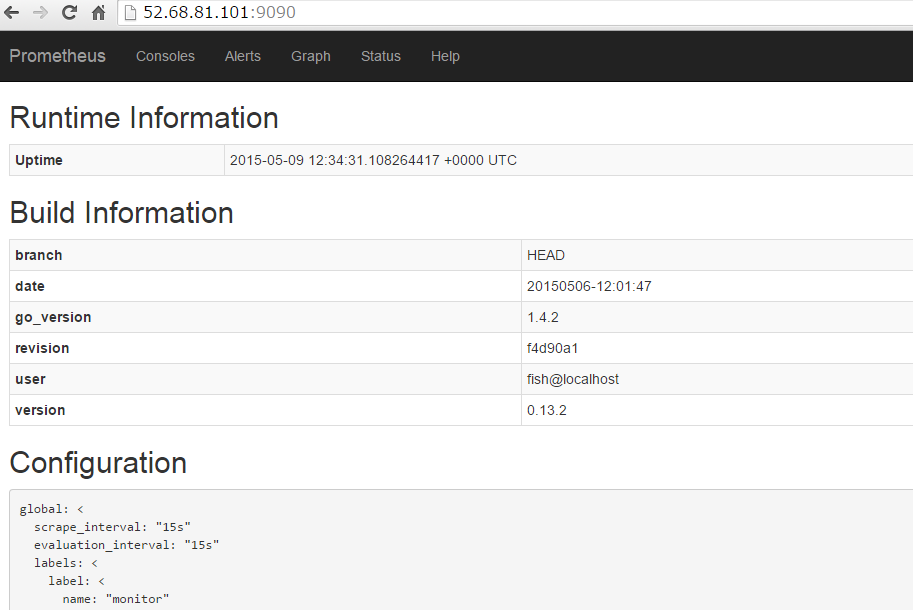 52.68.81.101:9090
Prometheus Consoles Alerts Graph Status Help
Runtime Information
Uptime 2015-05-09 12:34:31.108264417 +0000 UTC
Build Information
branch HEAD
date 20150506-12:01:47
go_version 1.4.2
revision f4d90a1
user fish@localhost
version 0.13.2
Configuration
global: <
  scrape_interval: "15s"
  evaluation_interval: "15s"
  labels: <
    label: <
      name: "monitor"